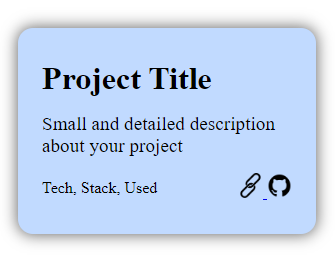 Project Title
Small and detailed description
about your project
Tech, Stack, Used